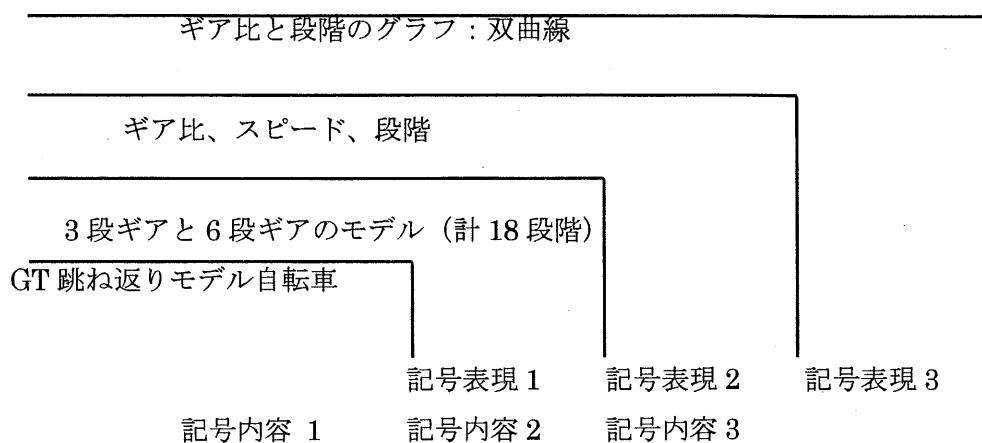 ギア比と段階のグラフ：双曲線
ギア比、スピード、段階
3段ギアと6段ギアのモデル（計18段階）
GT跳ね返りモデル自転車
記号表現1 記号表現2 記号表現3
記号内容 1 記号内容2 記号内容3